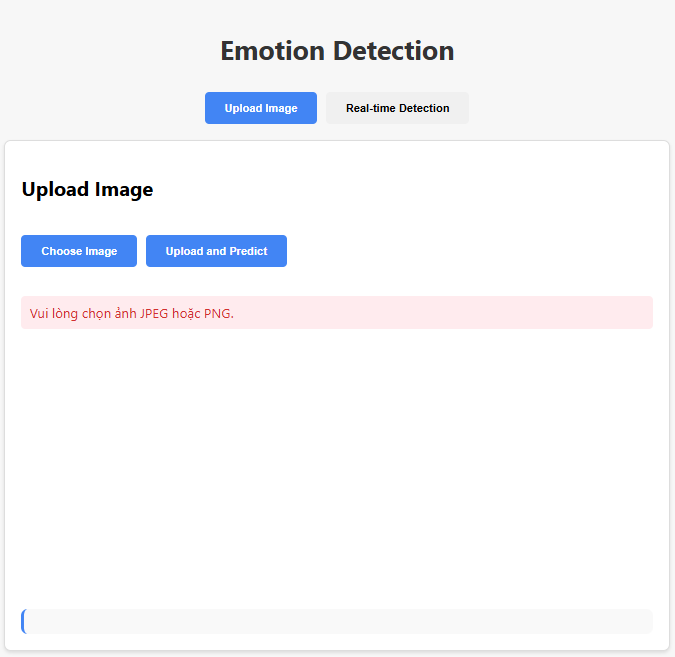 Emotion Detection
Upload Image Real-time Detection
Upload Image
Choose Image Upload and Predict
Vui lòng chọn ảnh JPEG hoặc PNG.